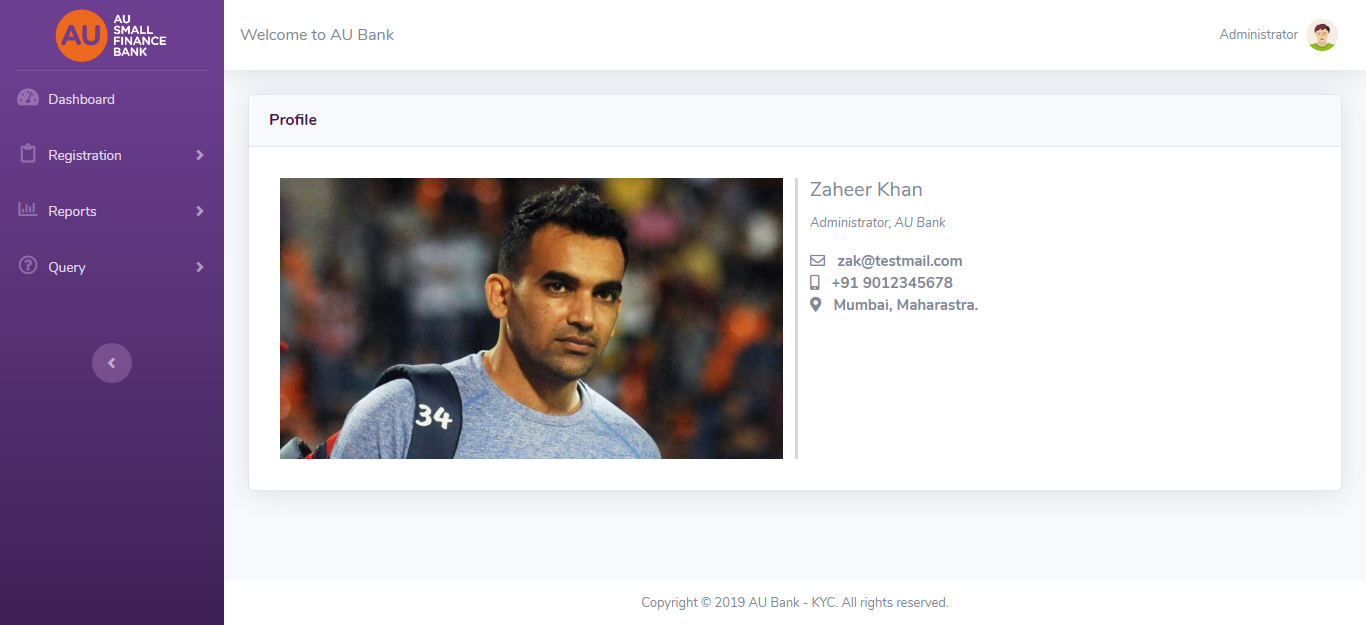 AU
AU
SMALL
FINANCE
BANK
Welcome to AU Bank
Administrator
Dashboard
Registration
Reports
Query
Profile
34
Zaheer Khan
Administrator, AU Bank
zak@testmail.com
+91 9012345678
Mumbai, Maharastra.
Copyright © 2019 AU Bank - KYC. All rights reserved.